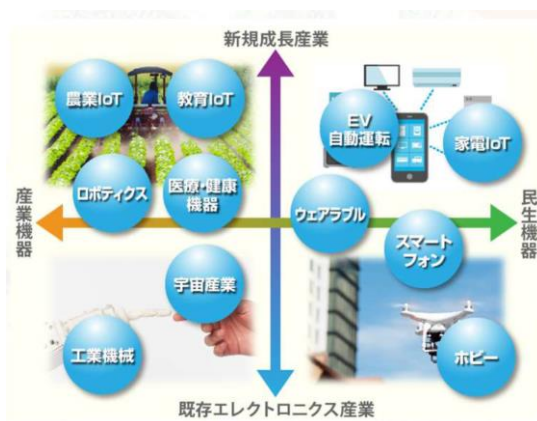 新規成長産業
農業IoT
教育IoT
EV
自動運転
家電IoT
ロボティクス
医療・健康
機器
産業機器
民生機器
ウェアラブル
スマート
フォン
宇宙産業
工業機械
ホビー
既存エレクトロニクス産業